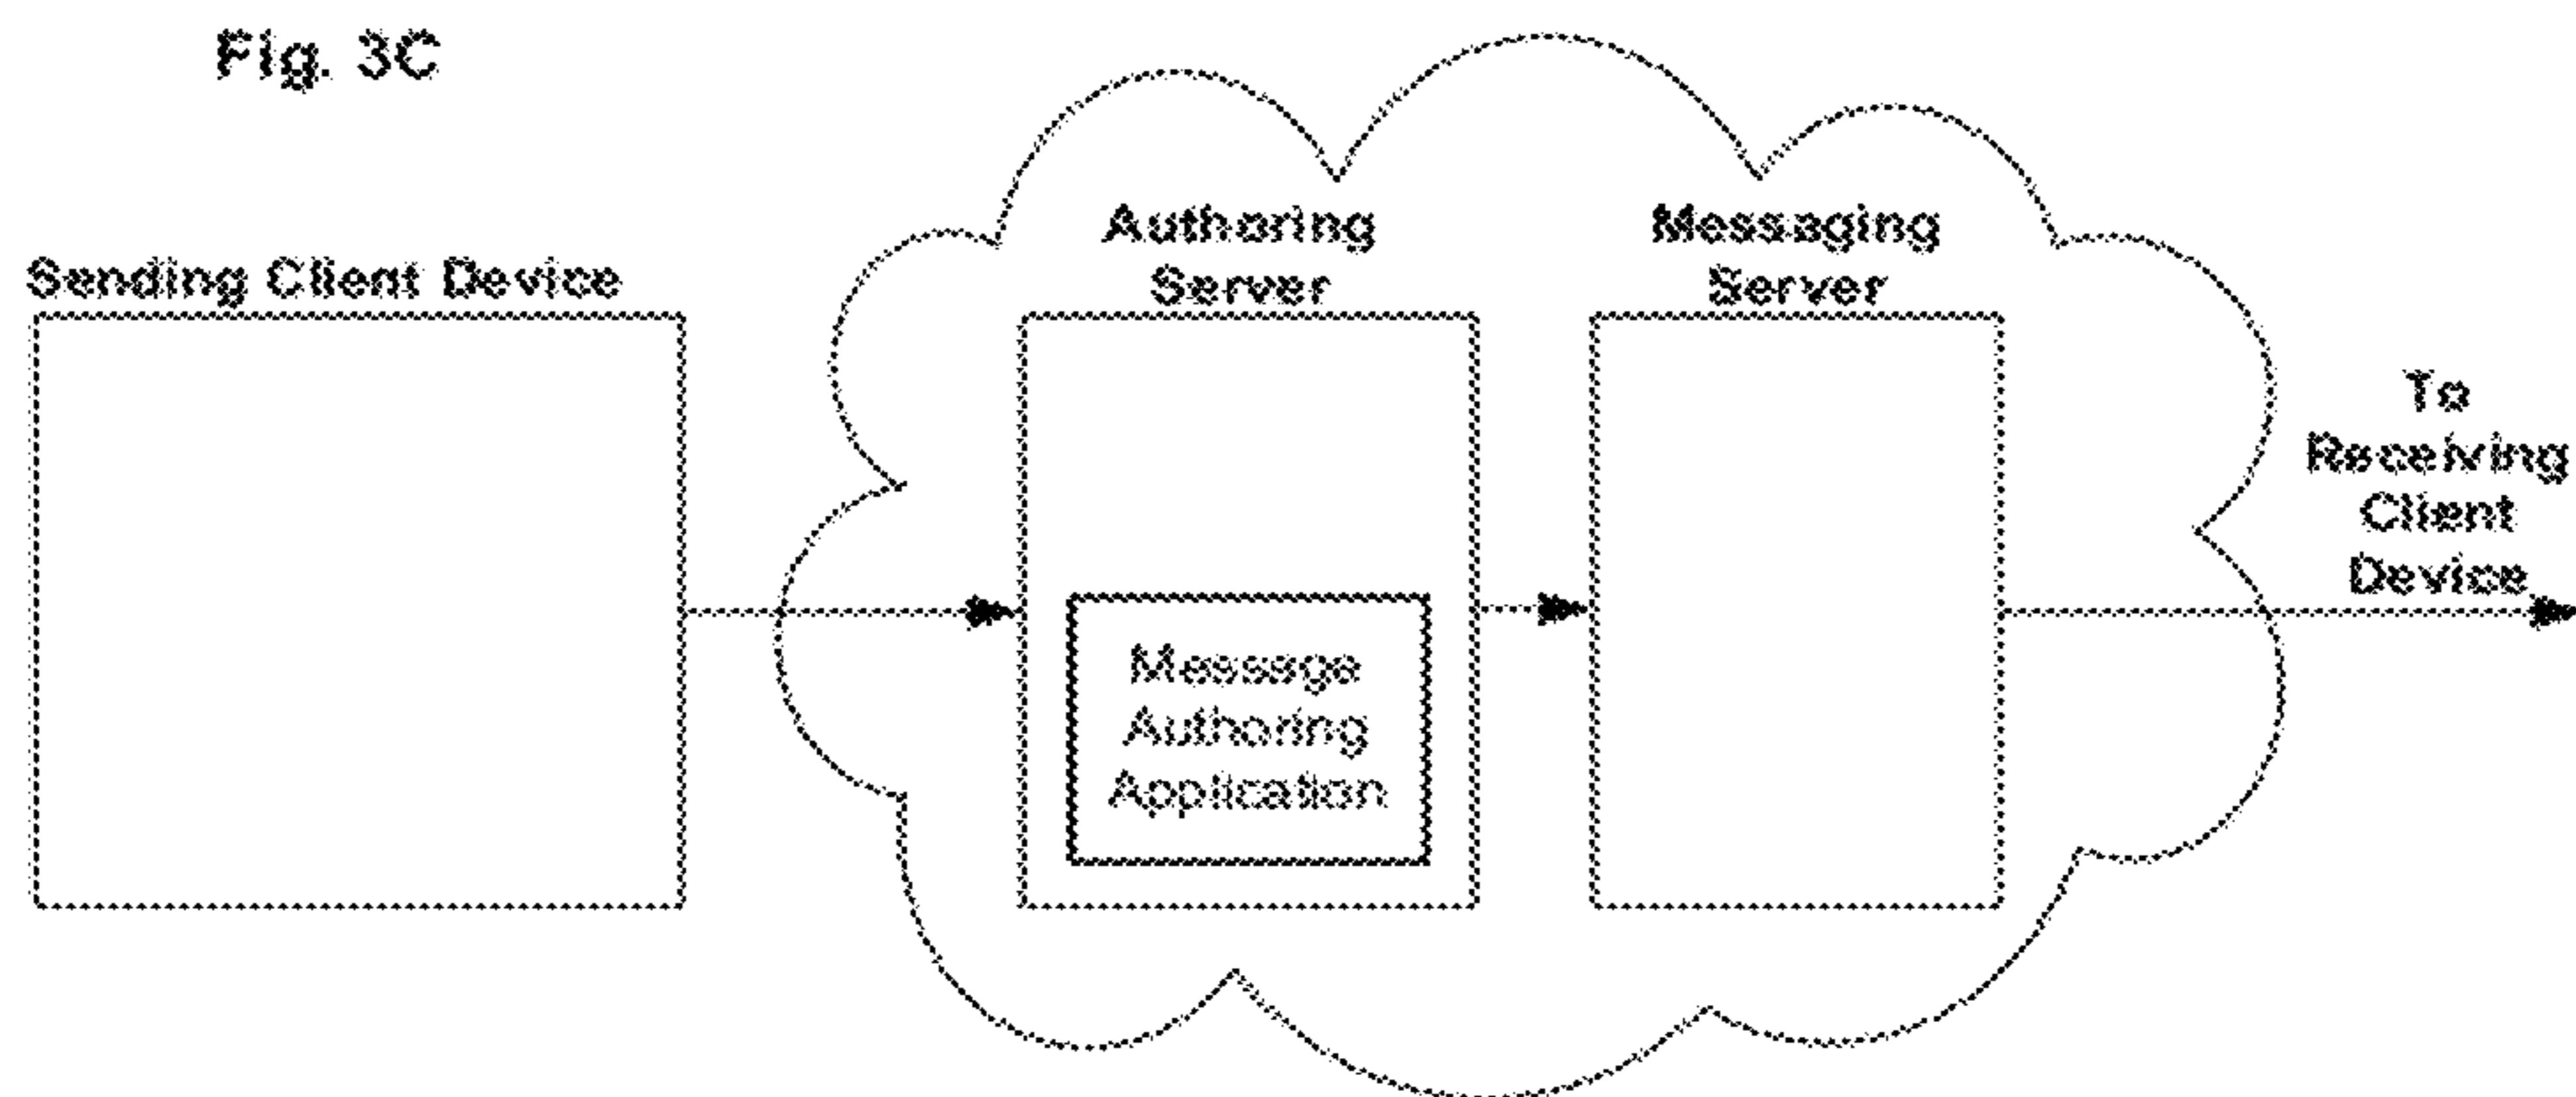 Fig. 3C
Sending Client Device
Authoring
Server
Messaging
Server
Message
Authoring
Application
To
Receiving
Client
Device